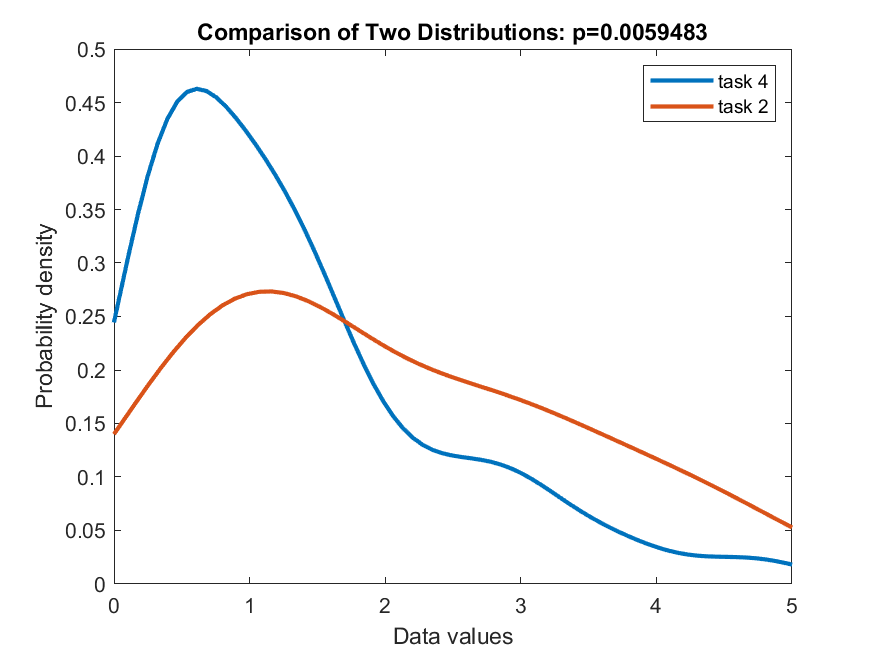 Comparison of Two Distributions: p=0.0059483
0.5
0.45
0.4
0.35
0.3
0.25
0.2
0.15
0.1
0.05
0
Probability density
task 4
task 2
0 1 2 3 4 5
Data values